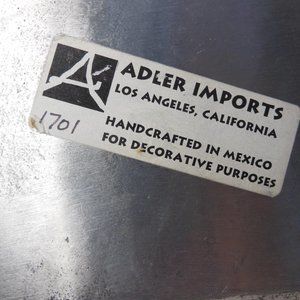 ADLER IMPORTS
LOS ANGELES, CALIFORNIA
1701
HANDCRAFTED IN MEXICO
FOR DECORATIVE PURPOSES